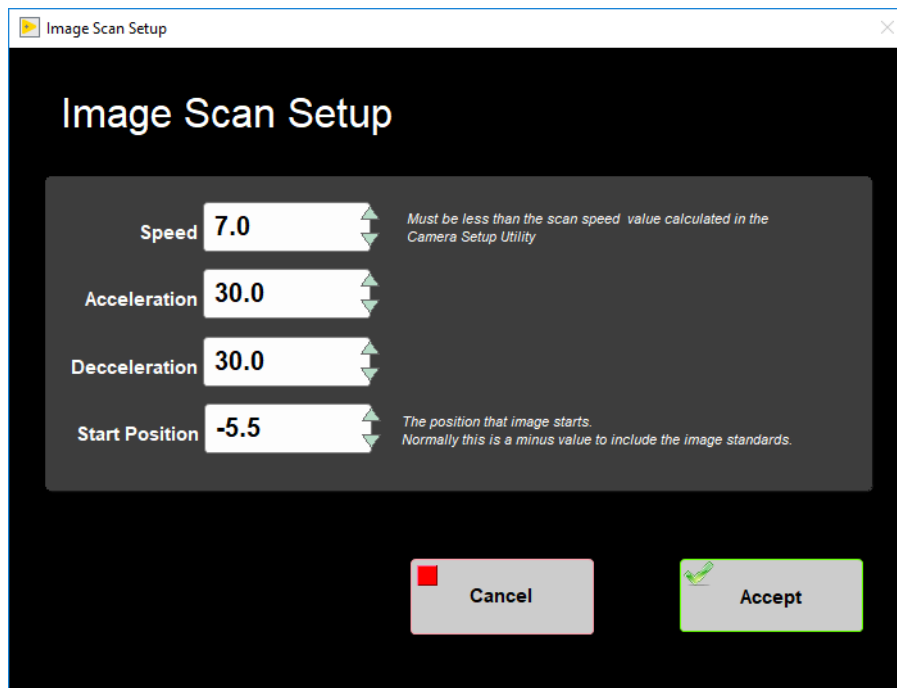 Image Scan Setup
Image Scan Setup
Speed 7.0
Must be less than the scan speed value calculated in the
Camera Setup Utility
Acceleration 30.0
Decceleration 30.0
Start Position -5.5
The position that image starts.
Normally this is a minus value to include the image standards.
Cancel
Accept